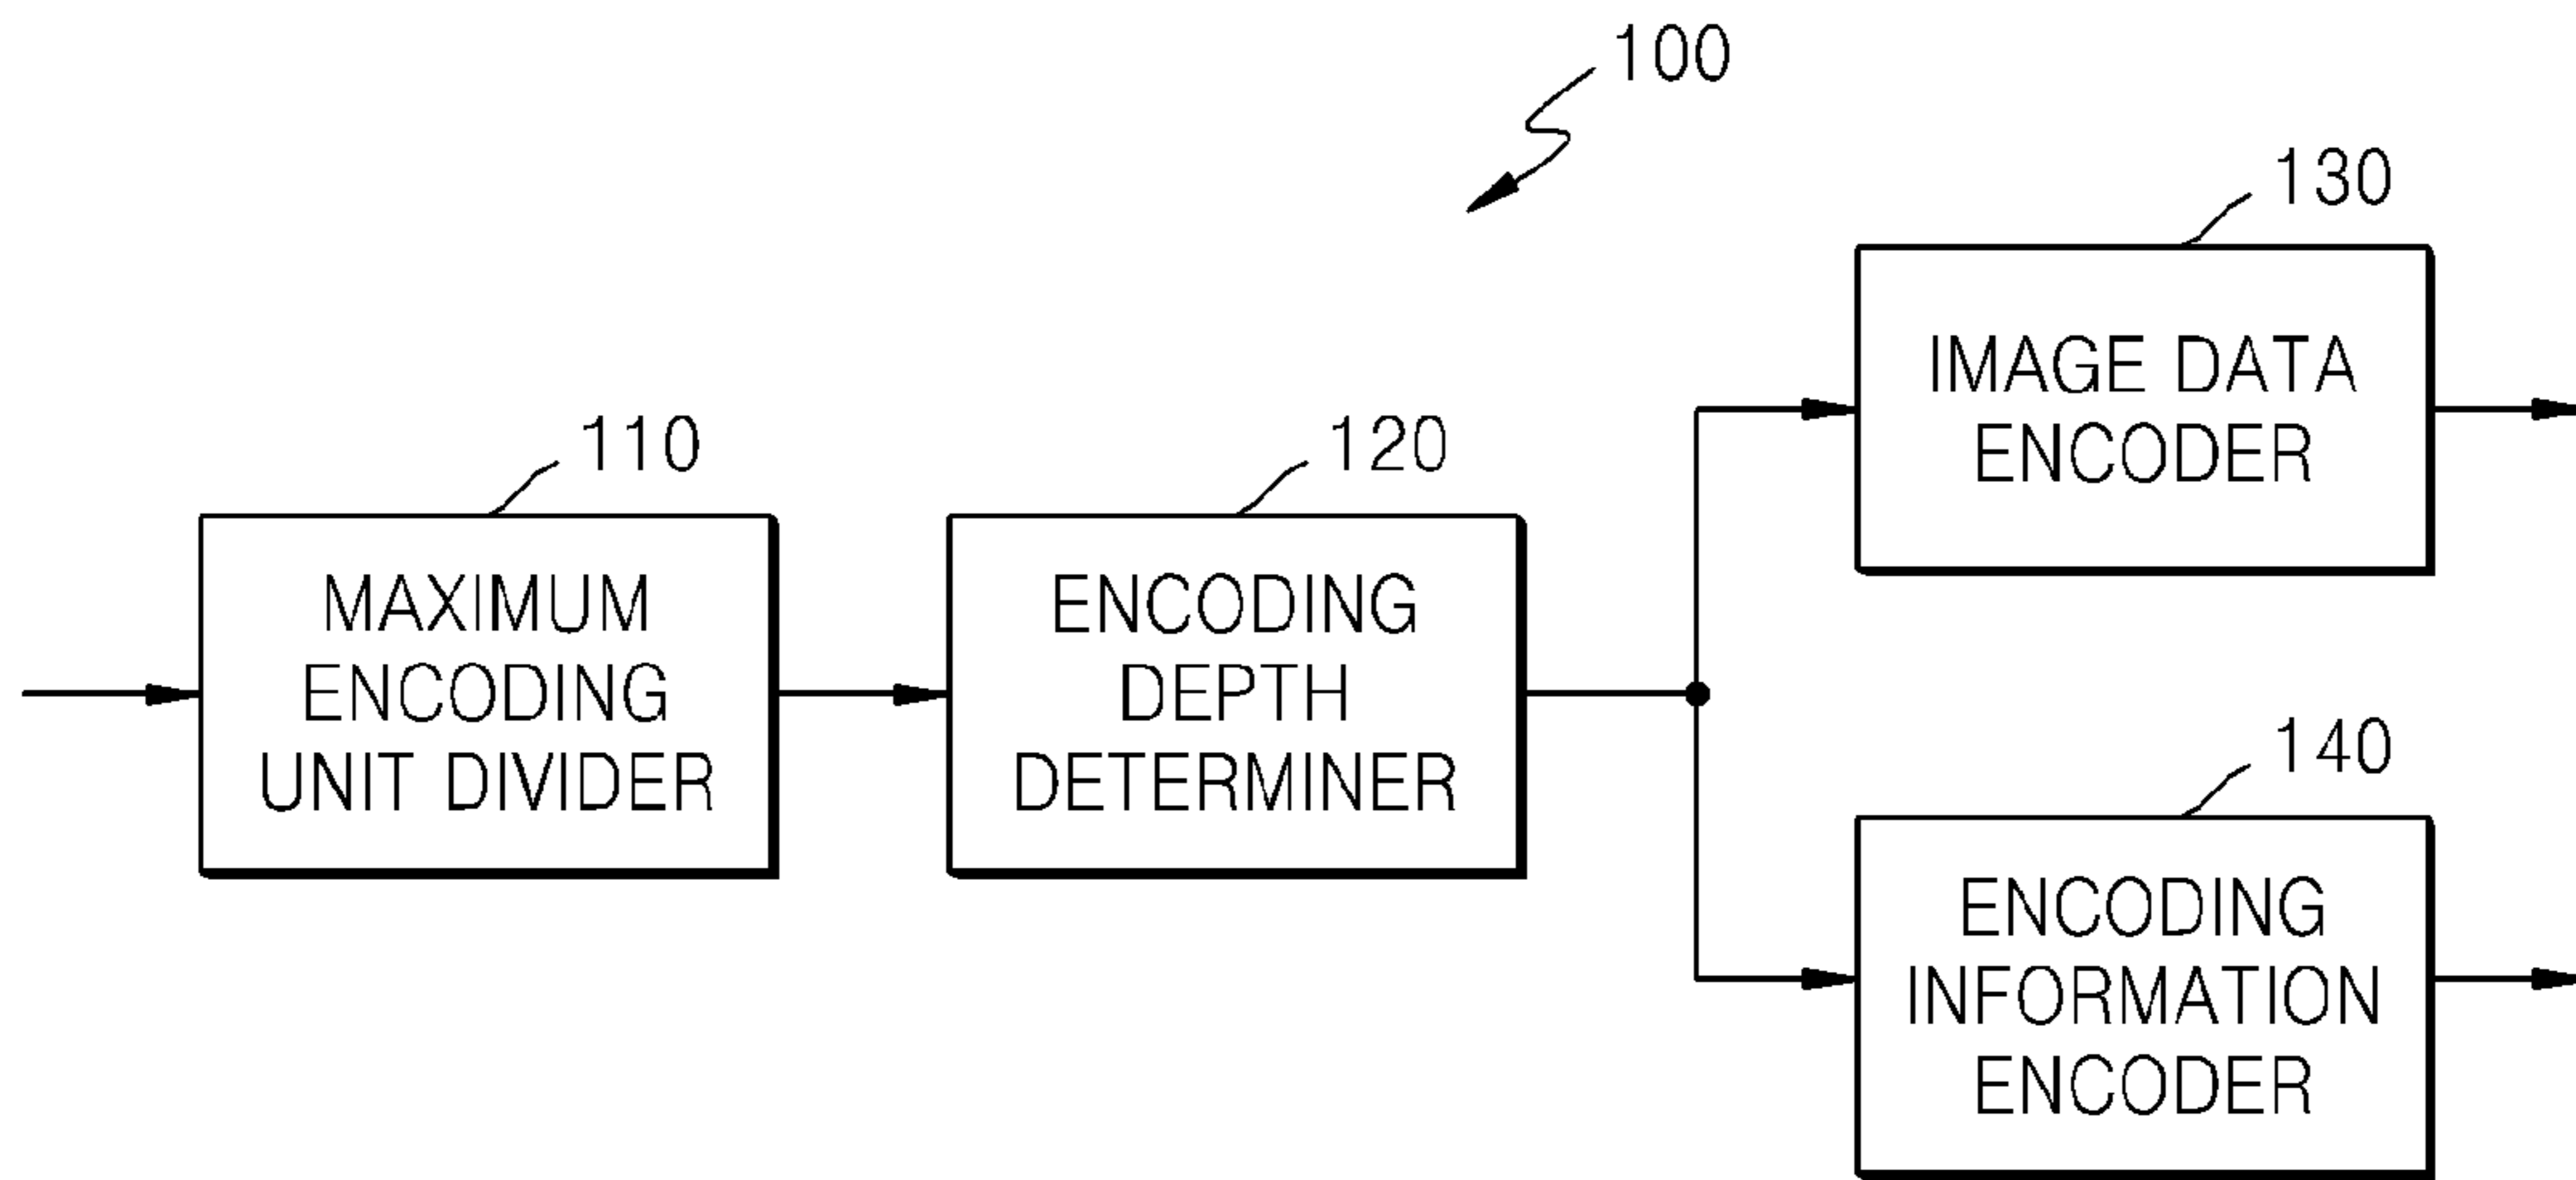 100
110
MAXIMUM
ENCODING
UNIT DIVIDER
120
ENCODING
DEPTH
DETERMINER
130
IMAGE DATA
ENCODER
140
ENCODING
INFORMATION
ENCODER